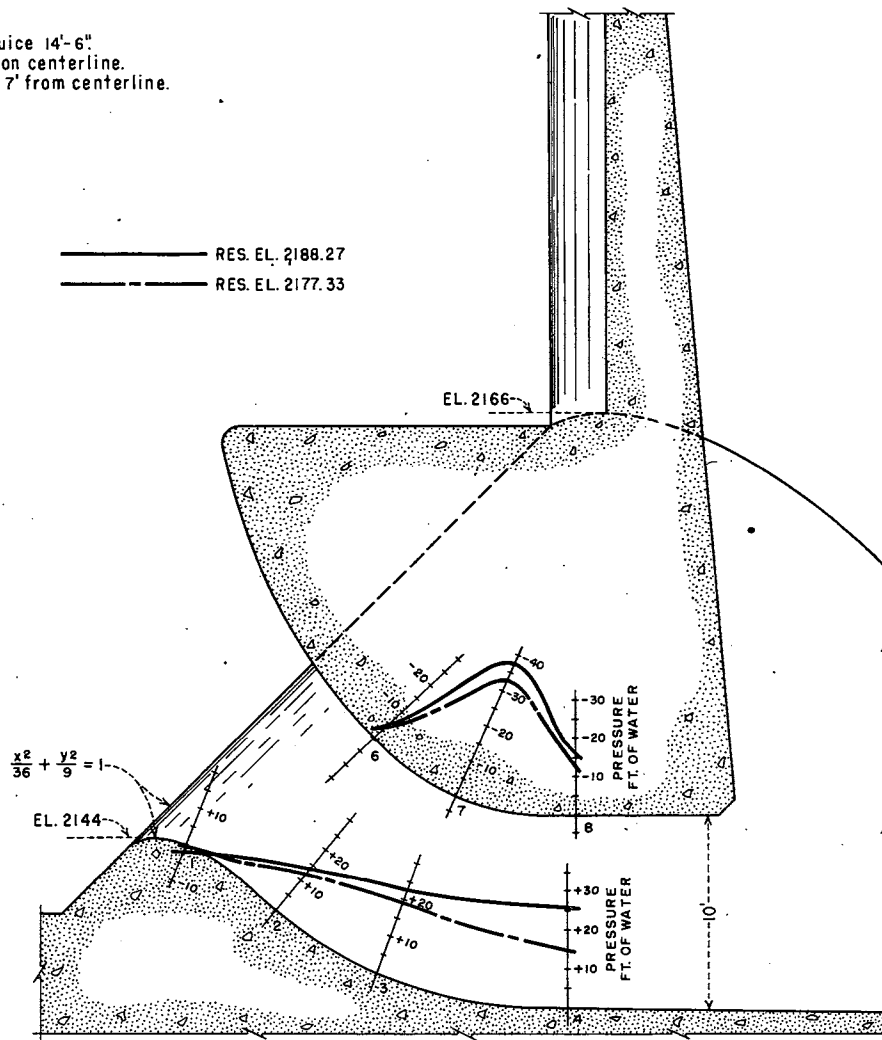 uice 14'-6".
on centerline.
7' from centerline.
RES. EL. 2188.27
RES. EL. 2177.33
EL. 2166
-40
-30
-20
-10
-20
-10
0
6
7
8
-30
-20
-10
PRESSURE
FT. OF WATER
x²/36 + y²/9 = 1
EL. 2144
+10
1
10
+20
+10
2
+20
+10
3
+30
+20
+10
4
PRESSURE
FT. OF WATER
10'